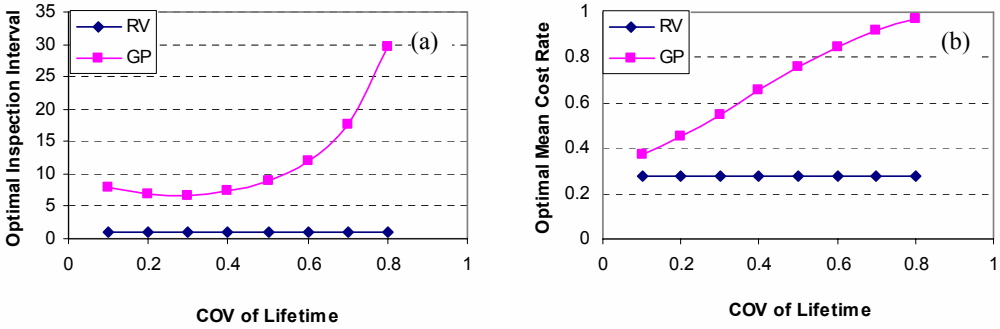 Optimal Inspection Interval
35
30
25
20
15
10
5
0
RV
GP
(a)
0
0.2
0.4
0.6
0.8
1
COV of Lifetime
Optimal Mean Cost Rate
1
0.8
0.6
0.4
0.2
0
RV
GP
(b)
0
0.2
0.4
0.6
0.8
1
COV of Lifetime